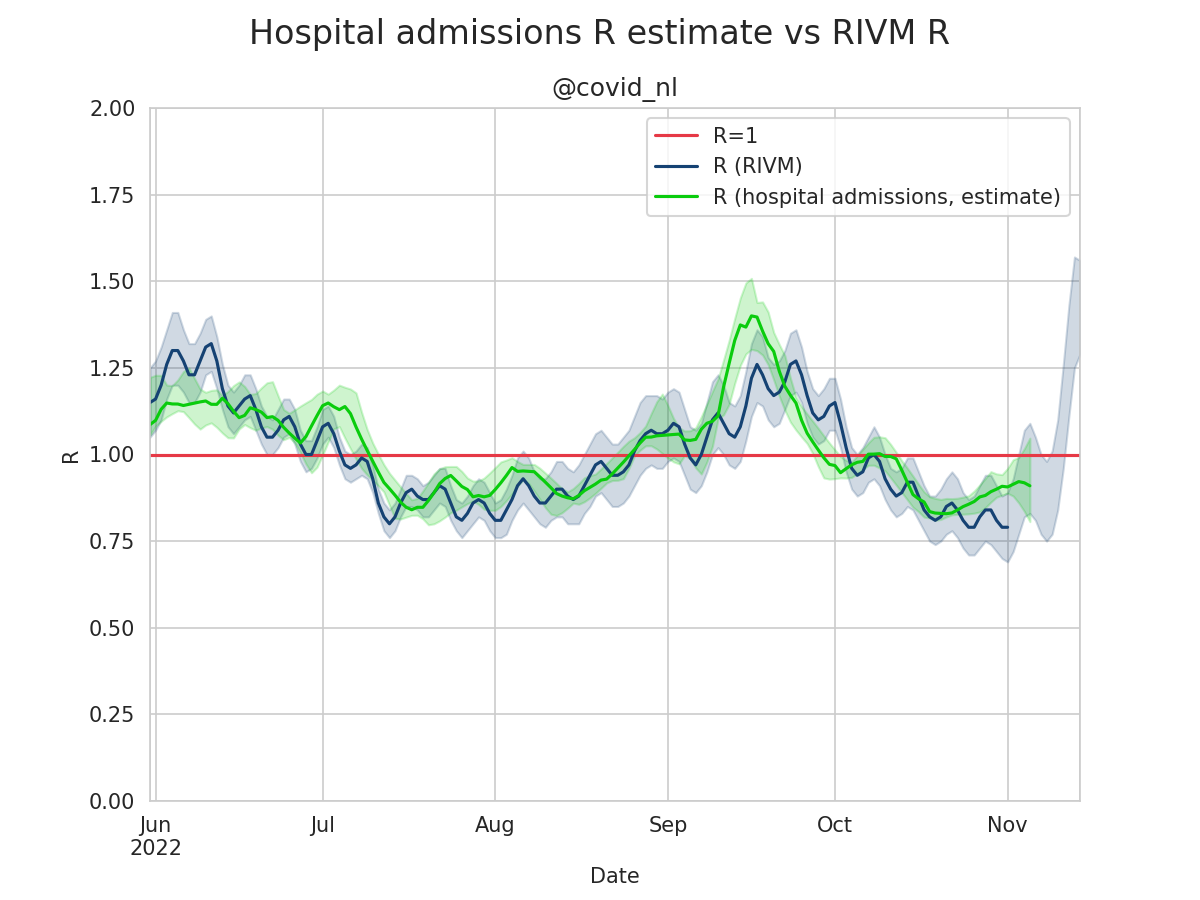 Hospital admissions R estimate vs RIVM R
@covid_nl
R=1
R (RIVM)
R (hospital admissions, estimate)
2.00
1.75
1.50
1.25
1.00
0.75
0.50
0.25
0.00
R
Jun Jul Aug Sep Oct Nov
2022
Date